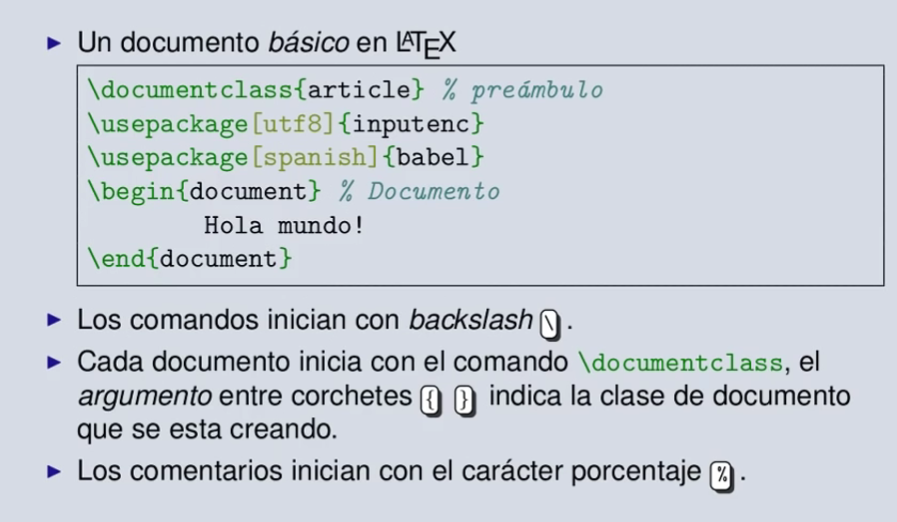 ▶ Un documento básico en LATEX
\documentclass{article} % preámbulo
\usepackage[utf8]{inputenc}
\usepackage[spanish]{babel}
\begin{document} % Documento
        Hola mundo!
\end{document}
▶ Los comandos inician con backslash \ .
▶ Cada documento inicia con el comando \documentclass, el
argumento entre corchetes { } indica la clase de documento
que se esta creando.
▶ Los comentarios inician con el carácter porcentaje % .